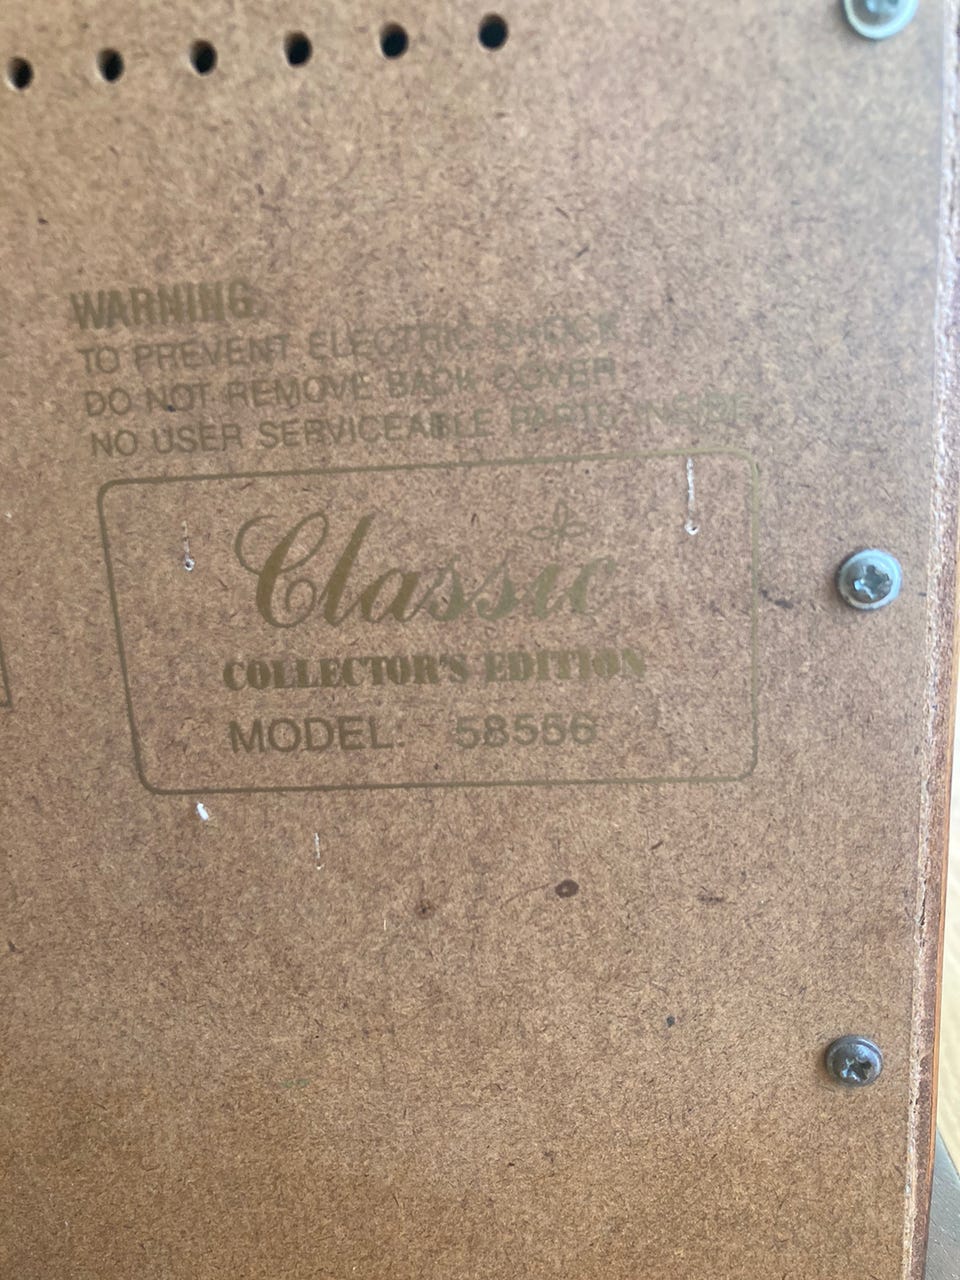 WARNING:
TO PREVENT ELECTRIC SHOCK
DO NOT REMOVE BACK COVER
NO USER SERVICEABLE PARTS INSIDE
Classic
COLLECTOR'S EDITION
MODEL: 58566